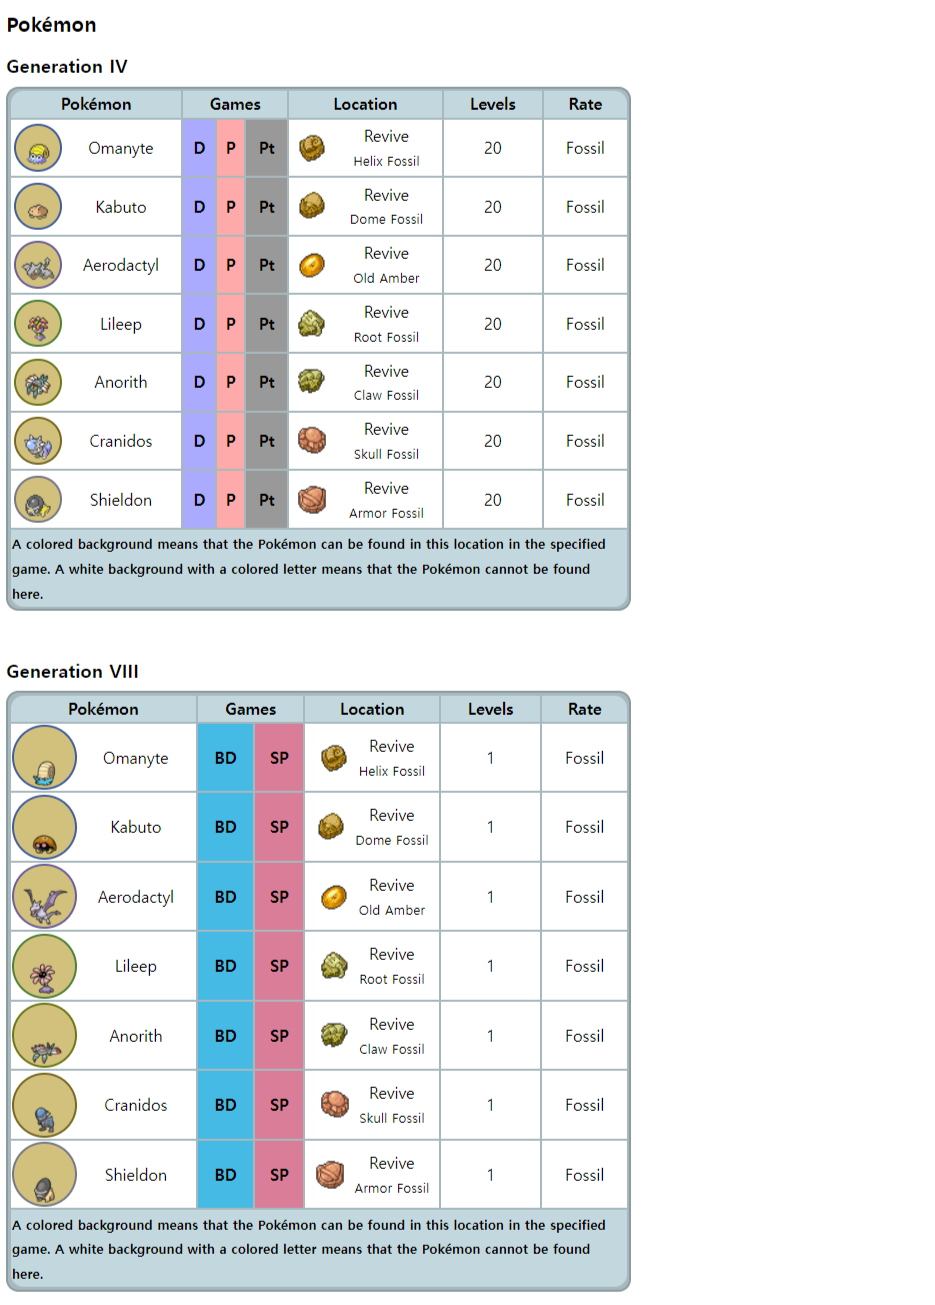 Pokémon
Generation IV
Pokémon Games Location Levels Rate
Omanyte D P Pt Revive Helix Fossil 20 Fossil
Kabuto D P Pt Revive Dome Fossil 20 Fossil
Aerodactyl D P Pt Revive Old Amber 20 Fossil
Lileep D P Pt Revive Root Fossil 20 Fossil
Anorith D P Pt Revive Claw Fossil 20 Fossil
Cranidos D P Pt Revive Skull Fossil 20 Fossil
Shieldon D P Pt Revive Armor Fossil 20 Fossil
A colored background means that the Pokémon can be found in this location in the specified
game. A white background with a colored letter means that the Pokémon cannot be found
here.
Generation VIII
Pokémon Games Location Levels Rate
Omanyte BD SP Revive Helix Fossil 1 Fossil
Kabuto BD SP Revive Dome Fossil 1 Fossil
Aerodactyl BD SP Revive Old Amber 1 Fossil
Lileep BD SP Revive Root Fossil 1 Fossil
Anorith BD SP Revive Claw Fossil 1 Fossil
Cranidos BD SP Revive Skull Fossil 1 Fossil
Shieldon BD SP Revive Armor Fossil 1 Fossil
A colored background means that the Pokémon can be found in this location in the specified
game. A white background with a colored letter means that the Pokémon cannot be found
here.